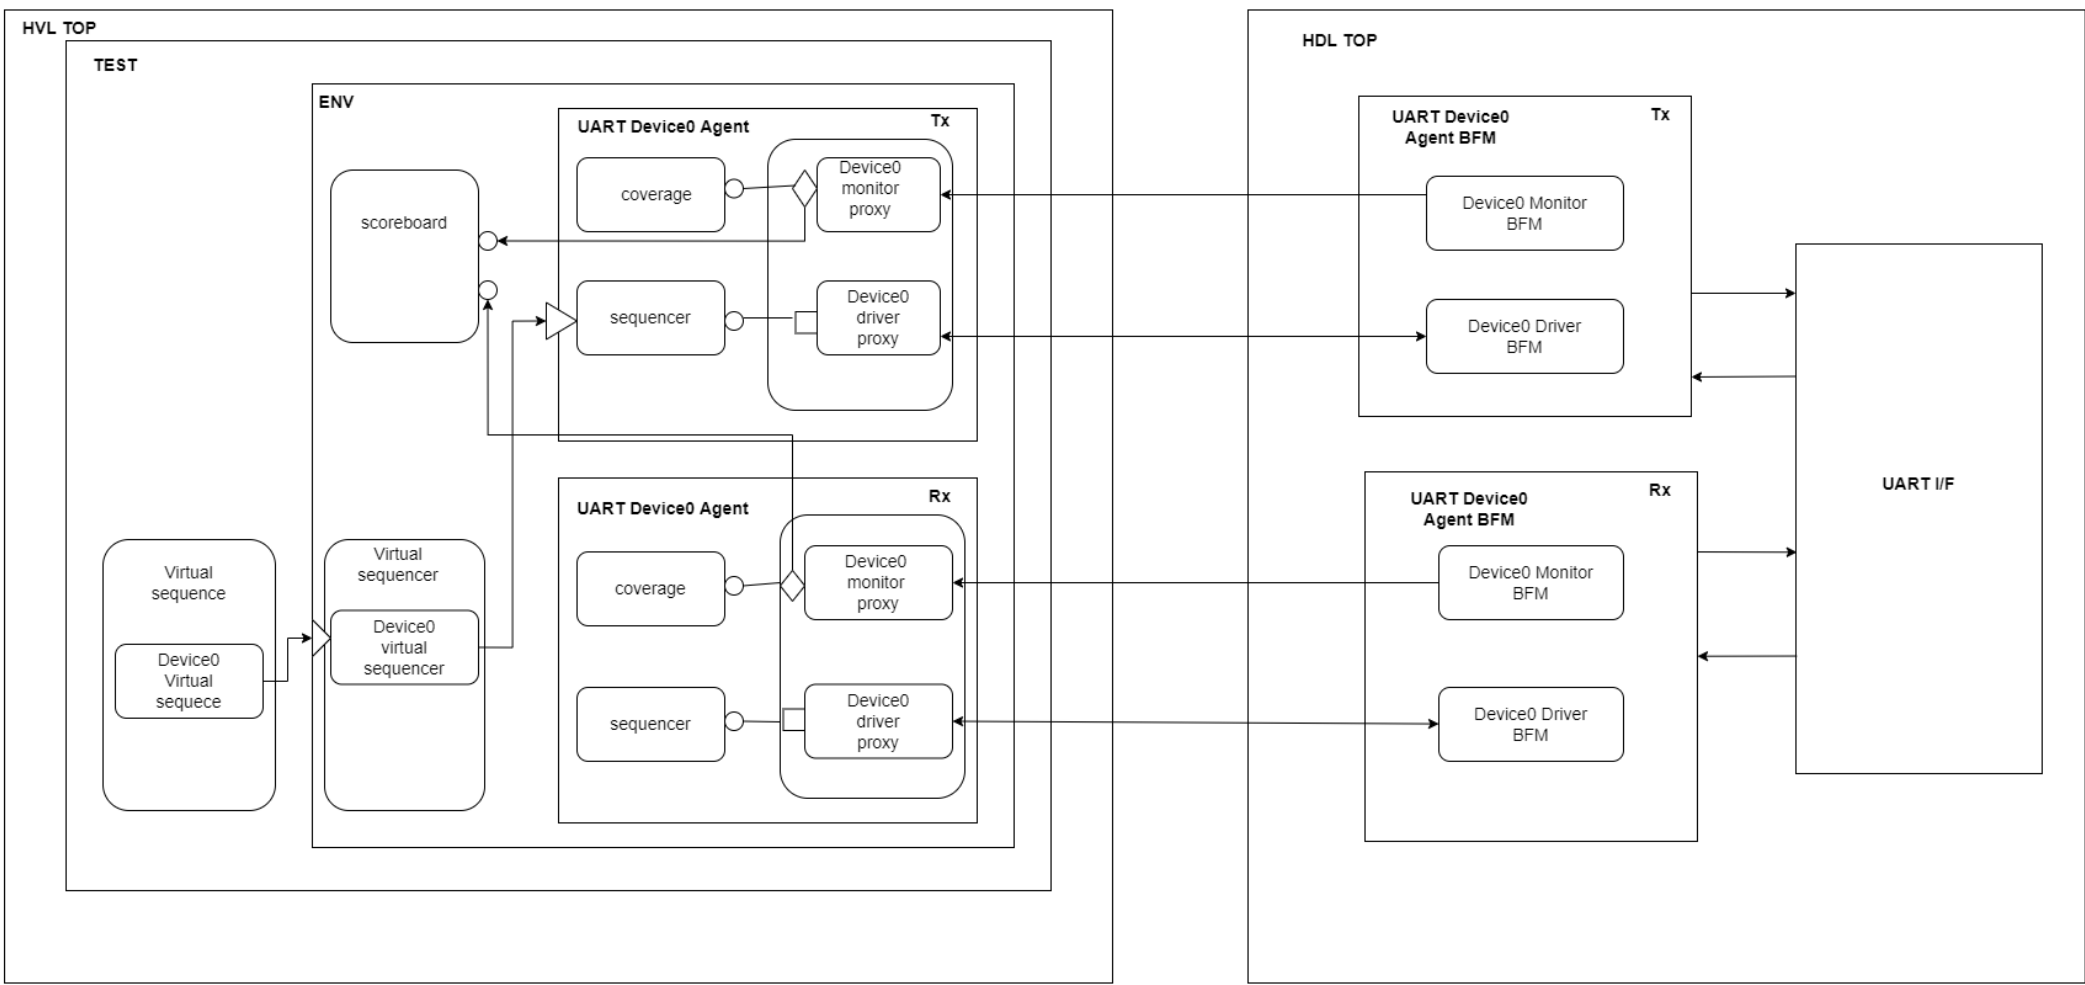 HVL TOP
TEST
ENV
UART Device0 Agent
Tx
coverage
Device0
monitor
proxy
scoreboard
sequencer
Device0
driver
proxy
UART Device0 Agent
Rx
coverage
Device0
monitor
proxy
sequencer
Device0
driver
proxy
Virtual
sequence
Device0
Virtual
sequece
Virtual
sequencer
Device0
virtual
sequencer
HDL TOP
UART Device0
Agent BFM
Tx
Device0 Monitor
BFM
Device0 Driver
BFM
UART Device0
Agent BFM
Rx
Device0 Monitor
BFM
Device0 Driver
BFM
UART I/F